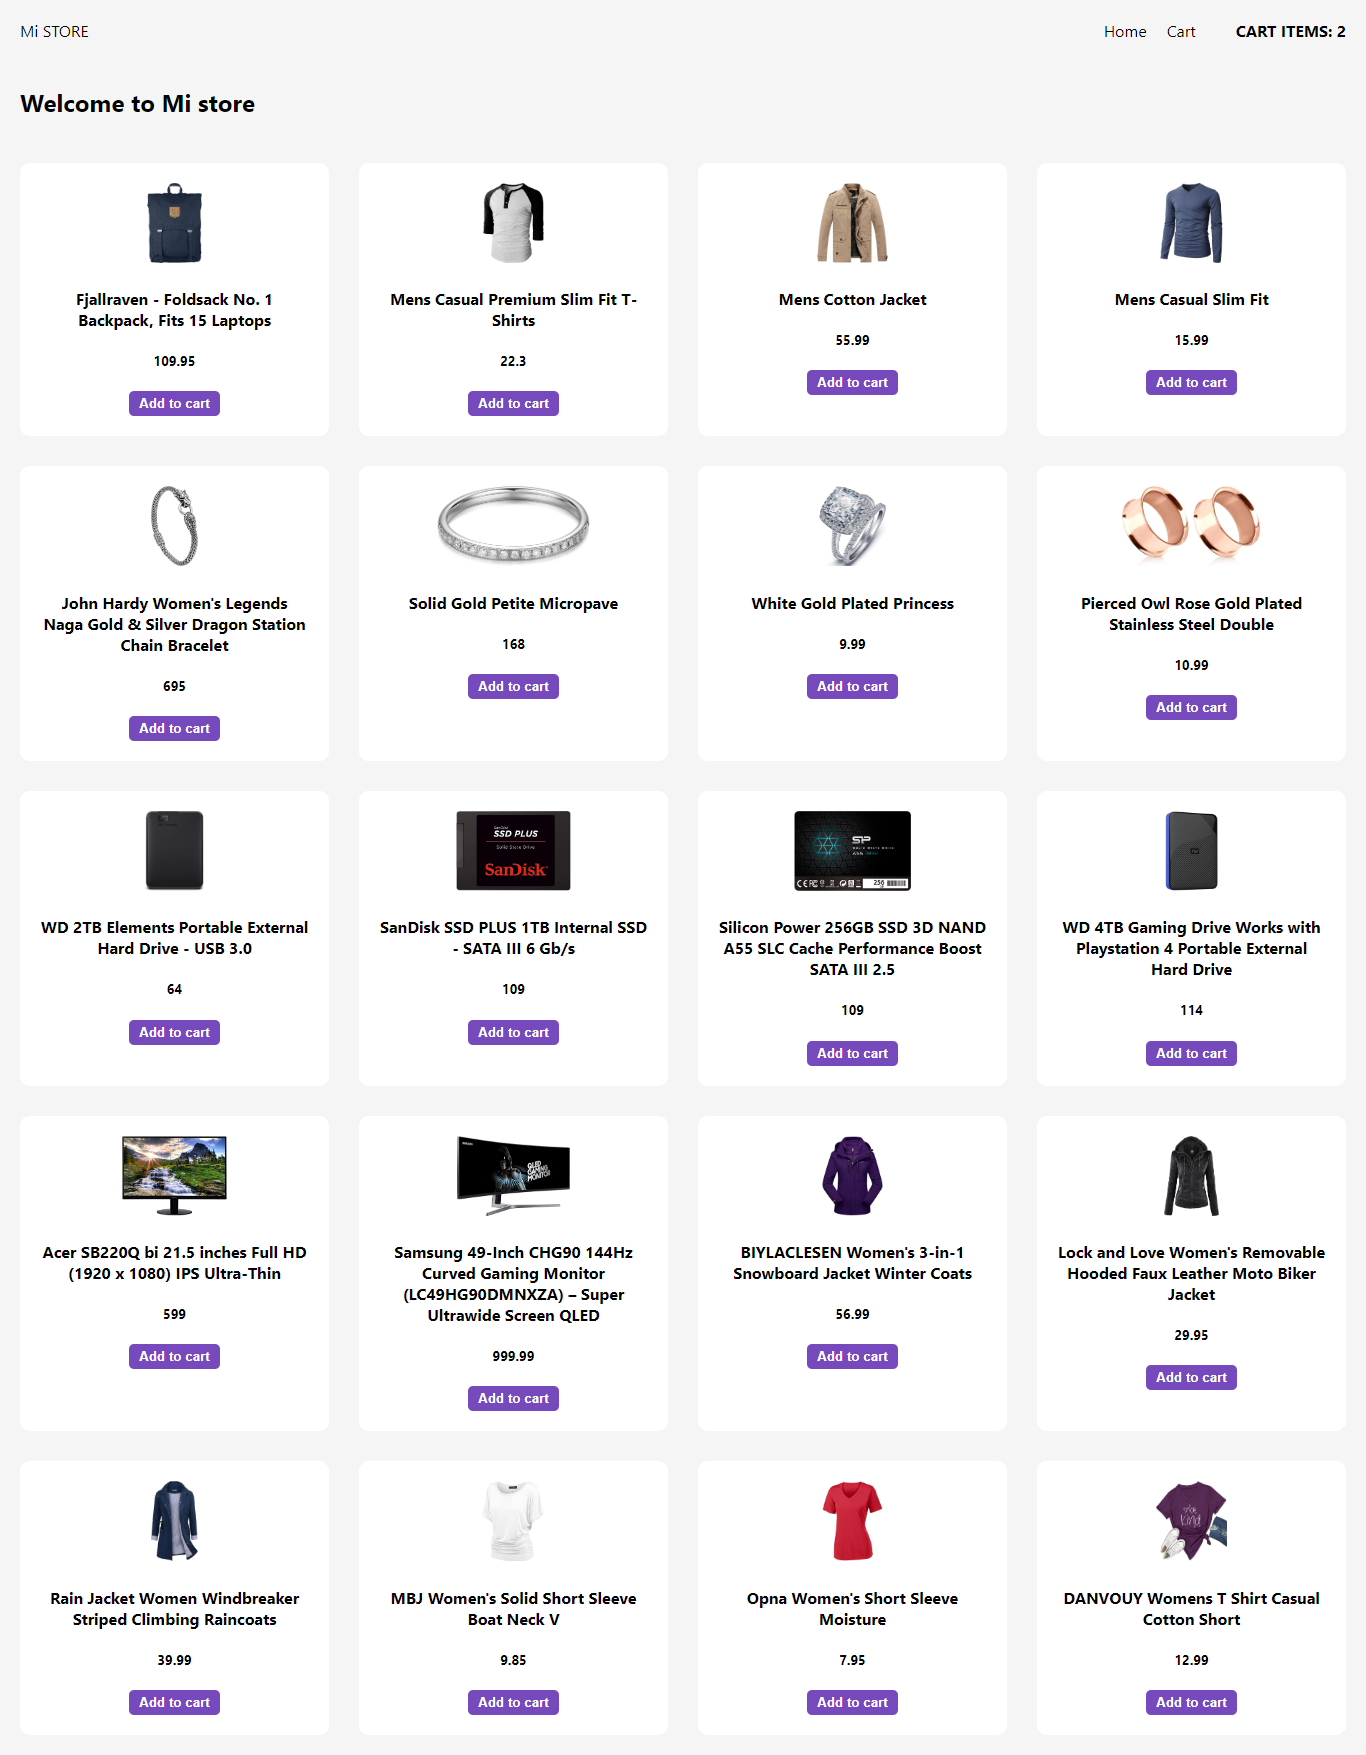 Mi STORE
Home Cart CART ITEMS: 2
Welcome to Mi store
Fjallraven - Foldsack No. 1
Backpack, Fits 15 Laptops
109.95
Add to cart
Mens Casual Premium Slim Fit T-
Shirts
22.3
Add to cart
Mens Cotton Jacket
55.99
Add to cart
Mens Casual Slim Fit
15.99
Add to cart
John Hardy Women's Legends
Naga Gold & Silver Dragon Station
Chain Bracelet
695
Add to cart
Solid Gold Petite Micropave
168
Add to cart
White Gold Plated Princess
9.99
Add to cart
Pierced Owl Rose Gold Plated
Stainless Steel Double
10.99
Add to cart
WD 2TB Elements Portable External
Hard Drive - USB 3.0
64
Add to cart
SanDisk
SSD PLUS
Solid State Drive
SanDisk
SanDisk SSD PLUS 1TB Internal SSD
- SATA III 6 Gb/s
109
Add to cart
SP
A55
256
Silicon Power 256GB SSD 3D NAND
A55 SLC Cache Performance Boost
SATA III 2.5
109
Add to cart
WD 4TB Gaming Drive Works with
Playstation 4 Portable External
Hard Drive
114
Add to cart
Acer SB220Q bi 21.5 inches Full HD
(1920 x 1080) IPS Ultra-Thin
599
Add to cart
QLED
GAMING
MONITOR
Samsung 49-Inch CHG90 144Hz
Curved Gaming Monitor
(LC49HG90DMNXZA) – Super
Ultrawide Screen QLED
999.99
Add to cart
BIYLACLESEN Women's 3-in-1
Snowboard Jacket Winter Coats
56.99
Add to cart
Lock and Love Women's Removable
Hooded Faux Leather Moto Biker
Jacket
29.95
Add to cart
Rain Jacket Women Windbreaker
Striped Climbing Raincoats
39.99
Add to cart
MBJ Women's Solid Short Sleeve
Boat Neck V
9.85
Add to cart
Opna Women's Short Sleeve
Moisture
7.95
Add to cart
kind
DANVOUY Womens T Shirt Casual
Cotton Short
12.99
Add to cart